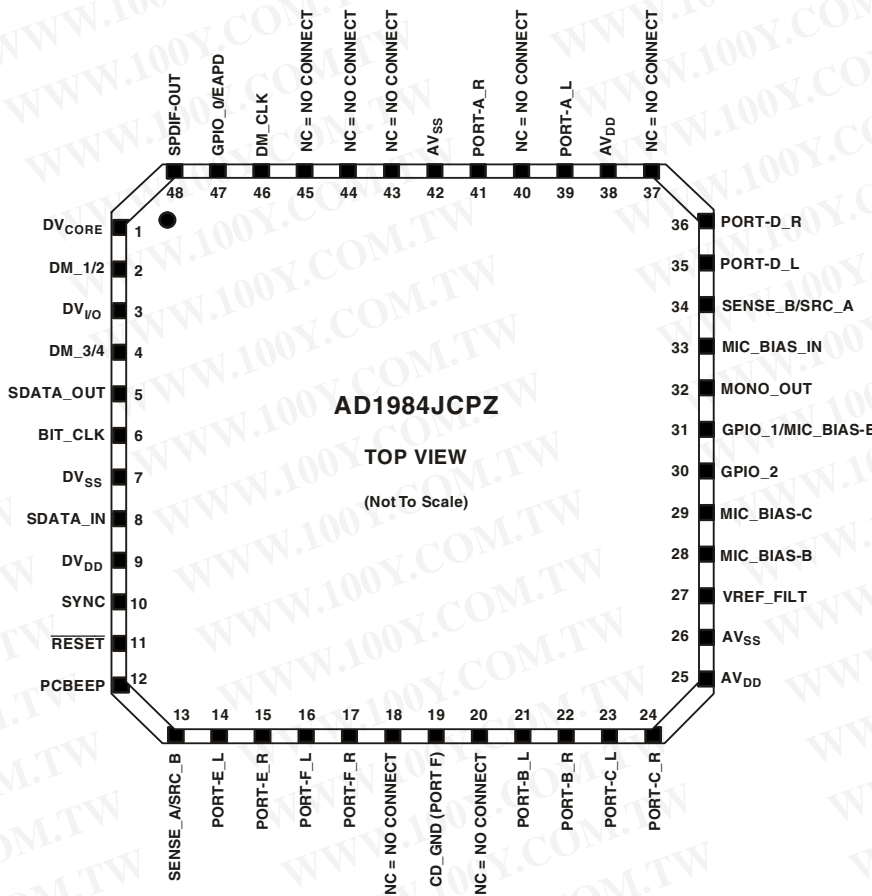 SPDIF-OUT
GPIO_0/EAPD
DM_CLK
NC = NO CONNECT
NC = NO CONNECT
NC = NO CONNECT
AVSS
PORT-A_R
NC = NO CONNECT
PORT-A_L
AVDD
NC = NO CONNECT
48 47 46 45 44 43 42 41 40 39 38 37
DVCORE 1
DM_1/2 2
DVI/O 3
DM_3/4 4
SDATA_OUT 5
BIT_CLK 6
DVSS 7
SDATA_IN 8
DVDD 9
SYNC 10
RESET 11
PCBEEP 12
AD1984JCPZ
TOP VIEW
(Not To Scale)
36 PORT-D_R
35 PORT-D_L
34 SENSE_B/SRC_A
33 MIC_BIAS_IN
32 MONO_OUT
31 GPIO_1/MIC_BIAS-E
30 GPIO_2
29 MIC_BIAS-C
28 MIC_BIAS-B
27 VREF_FILT
26 AVSS
25 AVDD
13 14 15 16 17 18 19 20 21 22 23 24
SENSE_A/SRC_B
PORT-E_L
PORT-E_R
PORT-F_L
PORT-F_R
NC = NO CONNECT
CD_GND (PORT F)
NC = NO CONNECT
PORT-B_L
PORT-B_R
PORT-C_L
PORT-C_R
WWW.100Y.COM.TW